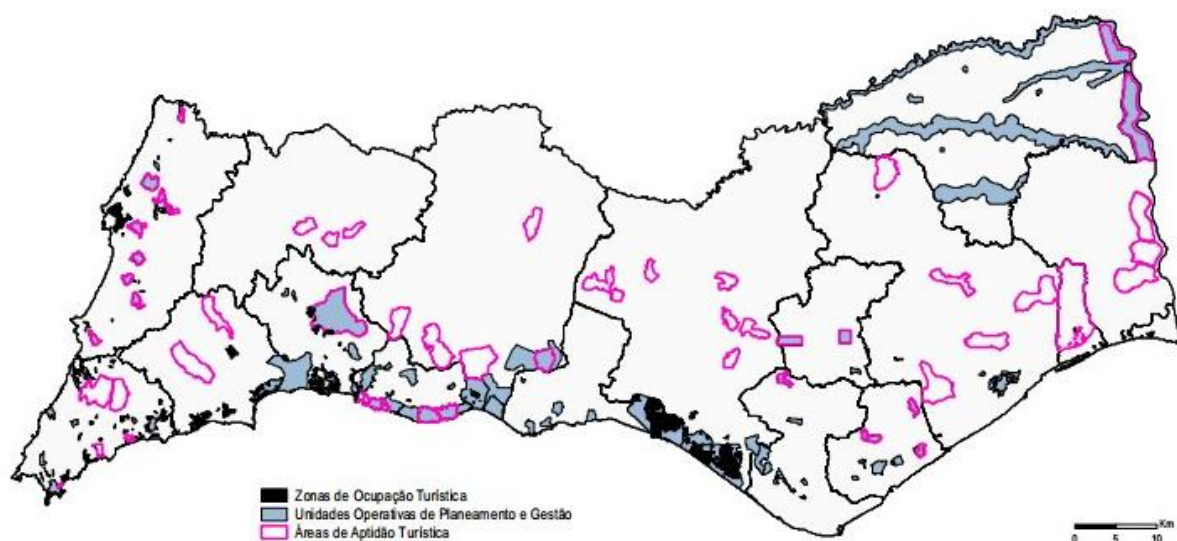 Zonas de Ocupação Turística
Unidades Operativas de Planeamento e Gestão
Áreas de Aptidão Turística
Km
0 5 10